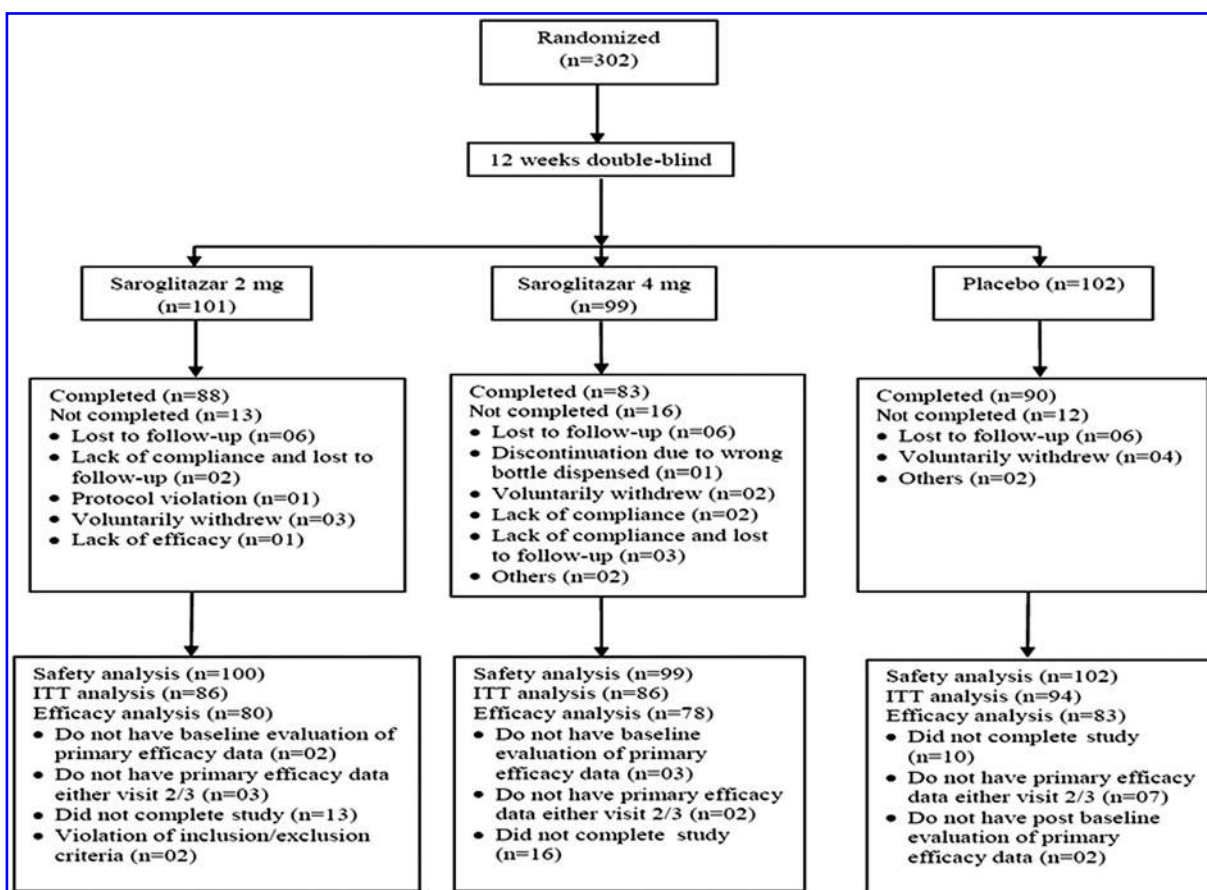 Randomized
(n=302)
12 weeks double-blind
Saroglitazar 2 mg
(n=101)
Saroglitazar 4 mg
(n=99)
Placebo (n=102)
Completed (n=88)
Not completed (n=13)
• Lost to follow-up (n=06)
• Lack of compliance and lost to
follow-up (n=02)
• Protocol violation (n=01)
• Voluntarily withdrew (n=03)
• Lack of efficacy (n=01)
Completed (n=83)
Not completed (n=16)
• Lost to follow-up (n=06)
• Discontinuation due to wrong
bottle dispensed (n=01)
• Voluntarily withdrew (n=02)
• Lack of compliance (n=02)
• Lack of compliance and lost
to follow-up (n=03)
• Others (n=02)
Completed (n=90)
Not completed (n=12)
• Lost to follow-up (n=06)
• Voluntarily withdrew (n=04)
• Others (n=02)
Safety analysis (n=100)
ITT analysis (n=86)
Efficacy analysis (n=80)
• Do not have baseline evaluation of
primary efficacy data (n=02)
• Do not have primary efficacy data
either visit 2/3 (n=03)
• Did not complete study (n=13)
• Violation of inclusion/exclusion
criteria (n=02)
Safety analysis (n=99)
ITT analysis (n=86)
Efficacy analysis (n=78)
• Do not have baseline
evaluation of primary
efficacy data (n=03)
• Do not have primary efficacy
data either visit 2/3 (n=02)
• Did not complete study
(n=16)
Safety analysis (n=102)
ITT analysis (n=94)
Efficacy analysis (n=83)
• Did not complete study
(n=10)
• Do not have primary efficacy
data either visit 2/3 (n=07)
• Do not have post baseline
evaluation of primary
efficacy data (n=02)